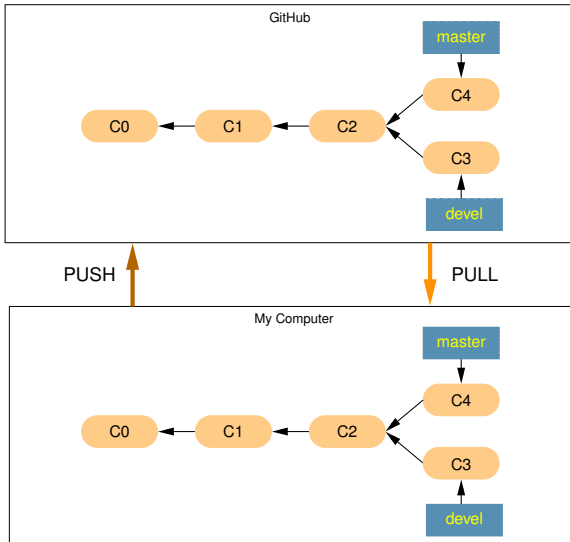 GitHub
master
C4
C0 C1 C2
C3
devel
PUSH PULL
My Computer
master
C4
C0 C1 C2
C3
devel